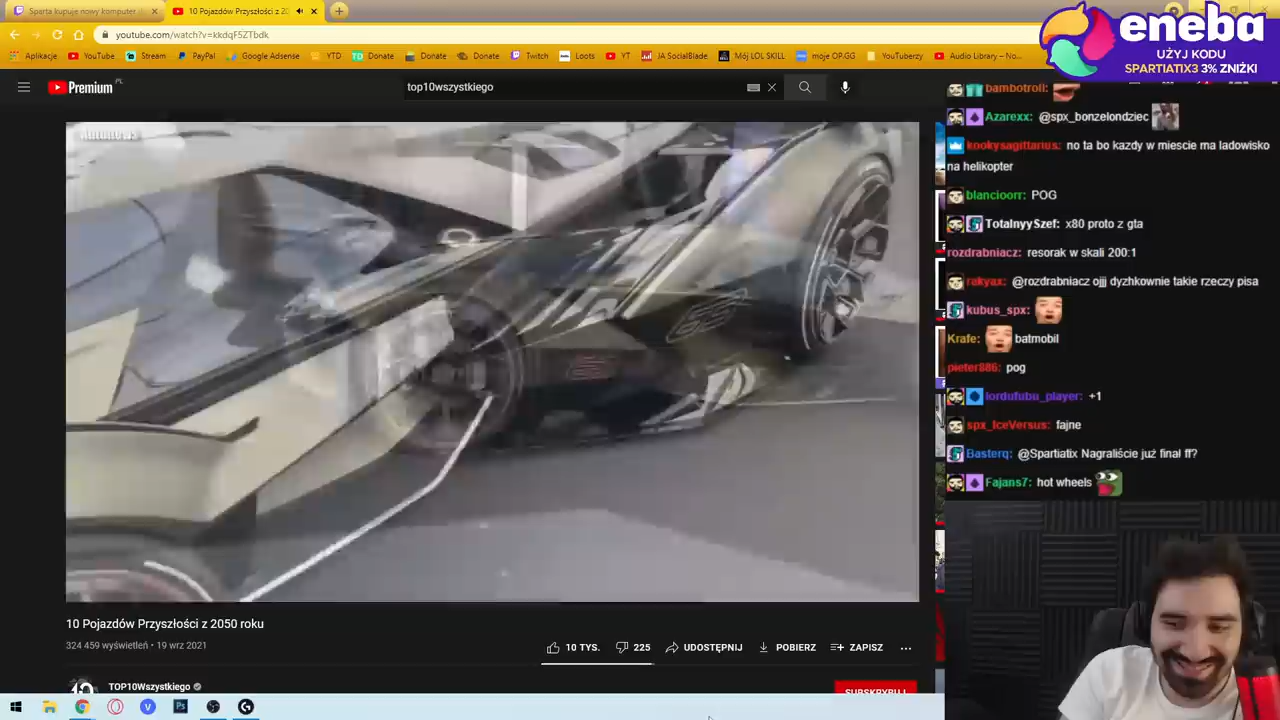 Sparta kupuje nowy komputer
10 Pojazdów Przyszłości z 20
youtube.com/watch?v=kkdqF5ZTbdk
Aplikacje
YouTube
Stream
PayPal
Google Adsense
YTD
Donate
Donate
Donate
Twitch
Loots
YT
JA SocialBlade
Mój LOL SKILL
moje OP.GG
YouTuberzy
Audio Library – No...
eneba
UŻYJ KODU
SPARTIATIX3 3% ZNIŻKI
Premium PL
top10wszystkiego
Autonews
63
bambotroll:
Azarexx: @spx_bonzelondziec
kookysagittarius: no ta bo kazdy w miescie ma ladowisko
na helikopter
blancioorr: POG
TotalnyySzef: x80 proto z gta
rozdrabniacz: resorak w skali 200:1
rakyax: @rozdrabniacz ojjj dyzhkownie takie rzeczy pisa
kubus_spx:
Krafe: batmobil
pieter886: pog
lordufubu_player: +1
spx_IceVersus: fajne
Basterq: @Spartiatix Nagraliście już finał ff?
Fajans7: hot wheels
10 Pojazdów Przyszłości z 2050 roku
324 459 wyświetleń • 19 wrz 2021
10 TYS.
225
UDOSTĘPNIJ
POBIERZ
ZAPISZ
TOP10Wszystkiego
SUBSKRYBUJ